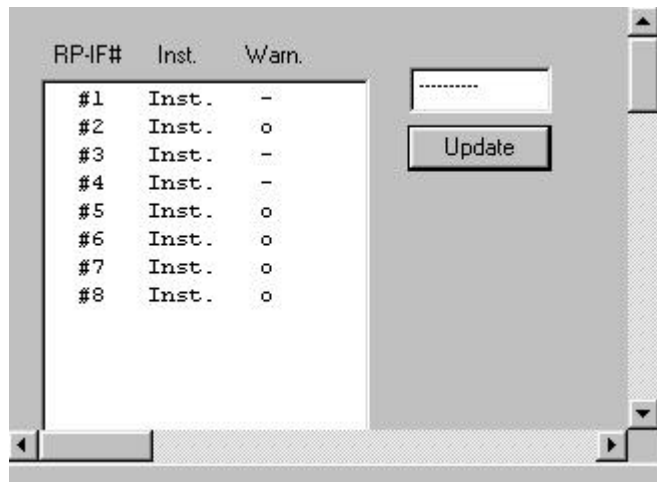 RP-IF# Inst. Warn.
#1 Inst. -
#2 Inst. o
#3 Inst. -
#4 Inst. -
#5 Inst. o
#6 Inst. o
#7 Inst. o
#8 Inst. o
---------
Update